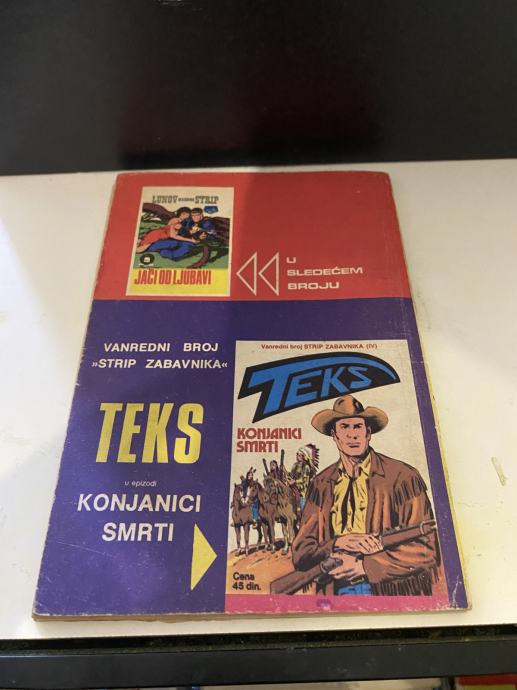 LUNOV MAGNUS STRIP
JAČI OD LJUBAVI
U
SLEDEĆEM
BROJU
VANREDNI BROJ
»STRIP ZABAVNIKA«
TEKS
u epizodi
KONJANICI
SMRTI
Vanredni broj STRIP ZABAVNIKA (IV)
TEKS
KONJANICI
SMRTI
Cena
45 din.